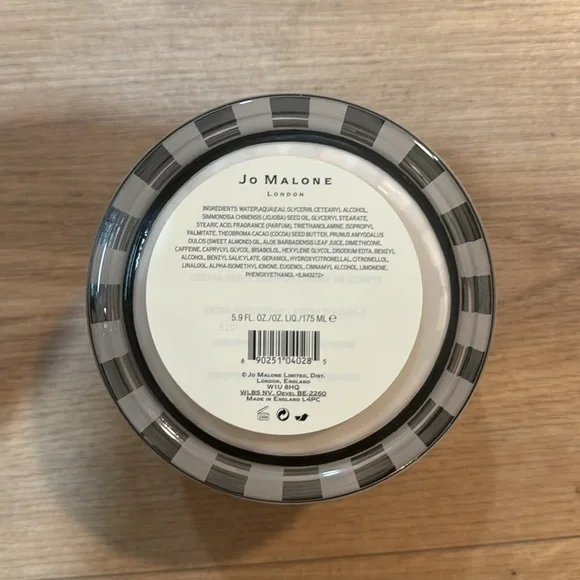 JO MALONE
LONDON
INGREDIENTS: WATER\AQUA\EAU, GLYCERIN, CETEARYL ALCOHOL,
SIMMONDSIA CHINENSIS (JOJOBA) SEED OIL, GLYCERYL STEARATE,
STEARIC ACID, FRAGRANCE (PARFUM), TRIETHANOLAMINE, ISOPROPYL
PALMITATE, THEOBROMA CACAO (COCOA) SEED BUTTER, PRUNUS AMYGDALUS
DULCIS (SWEET ALMOND) OIL, ALOE BARBADENSIS LEAF JUICE, DIMETHICONE,
CAFFEINE, CAPRYLYL GLYCOL, BISABOLOL, HEXYLENE GLYCOL, DISODIUM EDTA, BENZYL
ALCOHOL, BENZYL SALICYLATE, GERANIOL, HYDROXYCITRONELLAL, CITRONELLOL,
LINALOOL, ALPHA-ISOMETHYL IONONE, EUGENOL, CINNAMYL ALCOHOL, LIMONENE,
PHENOXYETHANOL <ILN43272>
5.9 FL. OZ./OZ. LIQ./175 ML ℮
6 90251 04028 5
© JO MALONE LIMITED, DIST.
LONDON, ENGLAND
W1U 8HQ
WLBS NV, OEVEL BE-2260
MADE IN ENGLAND L4PC